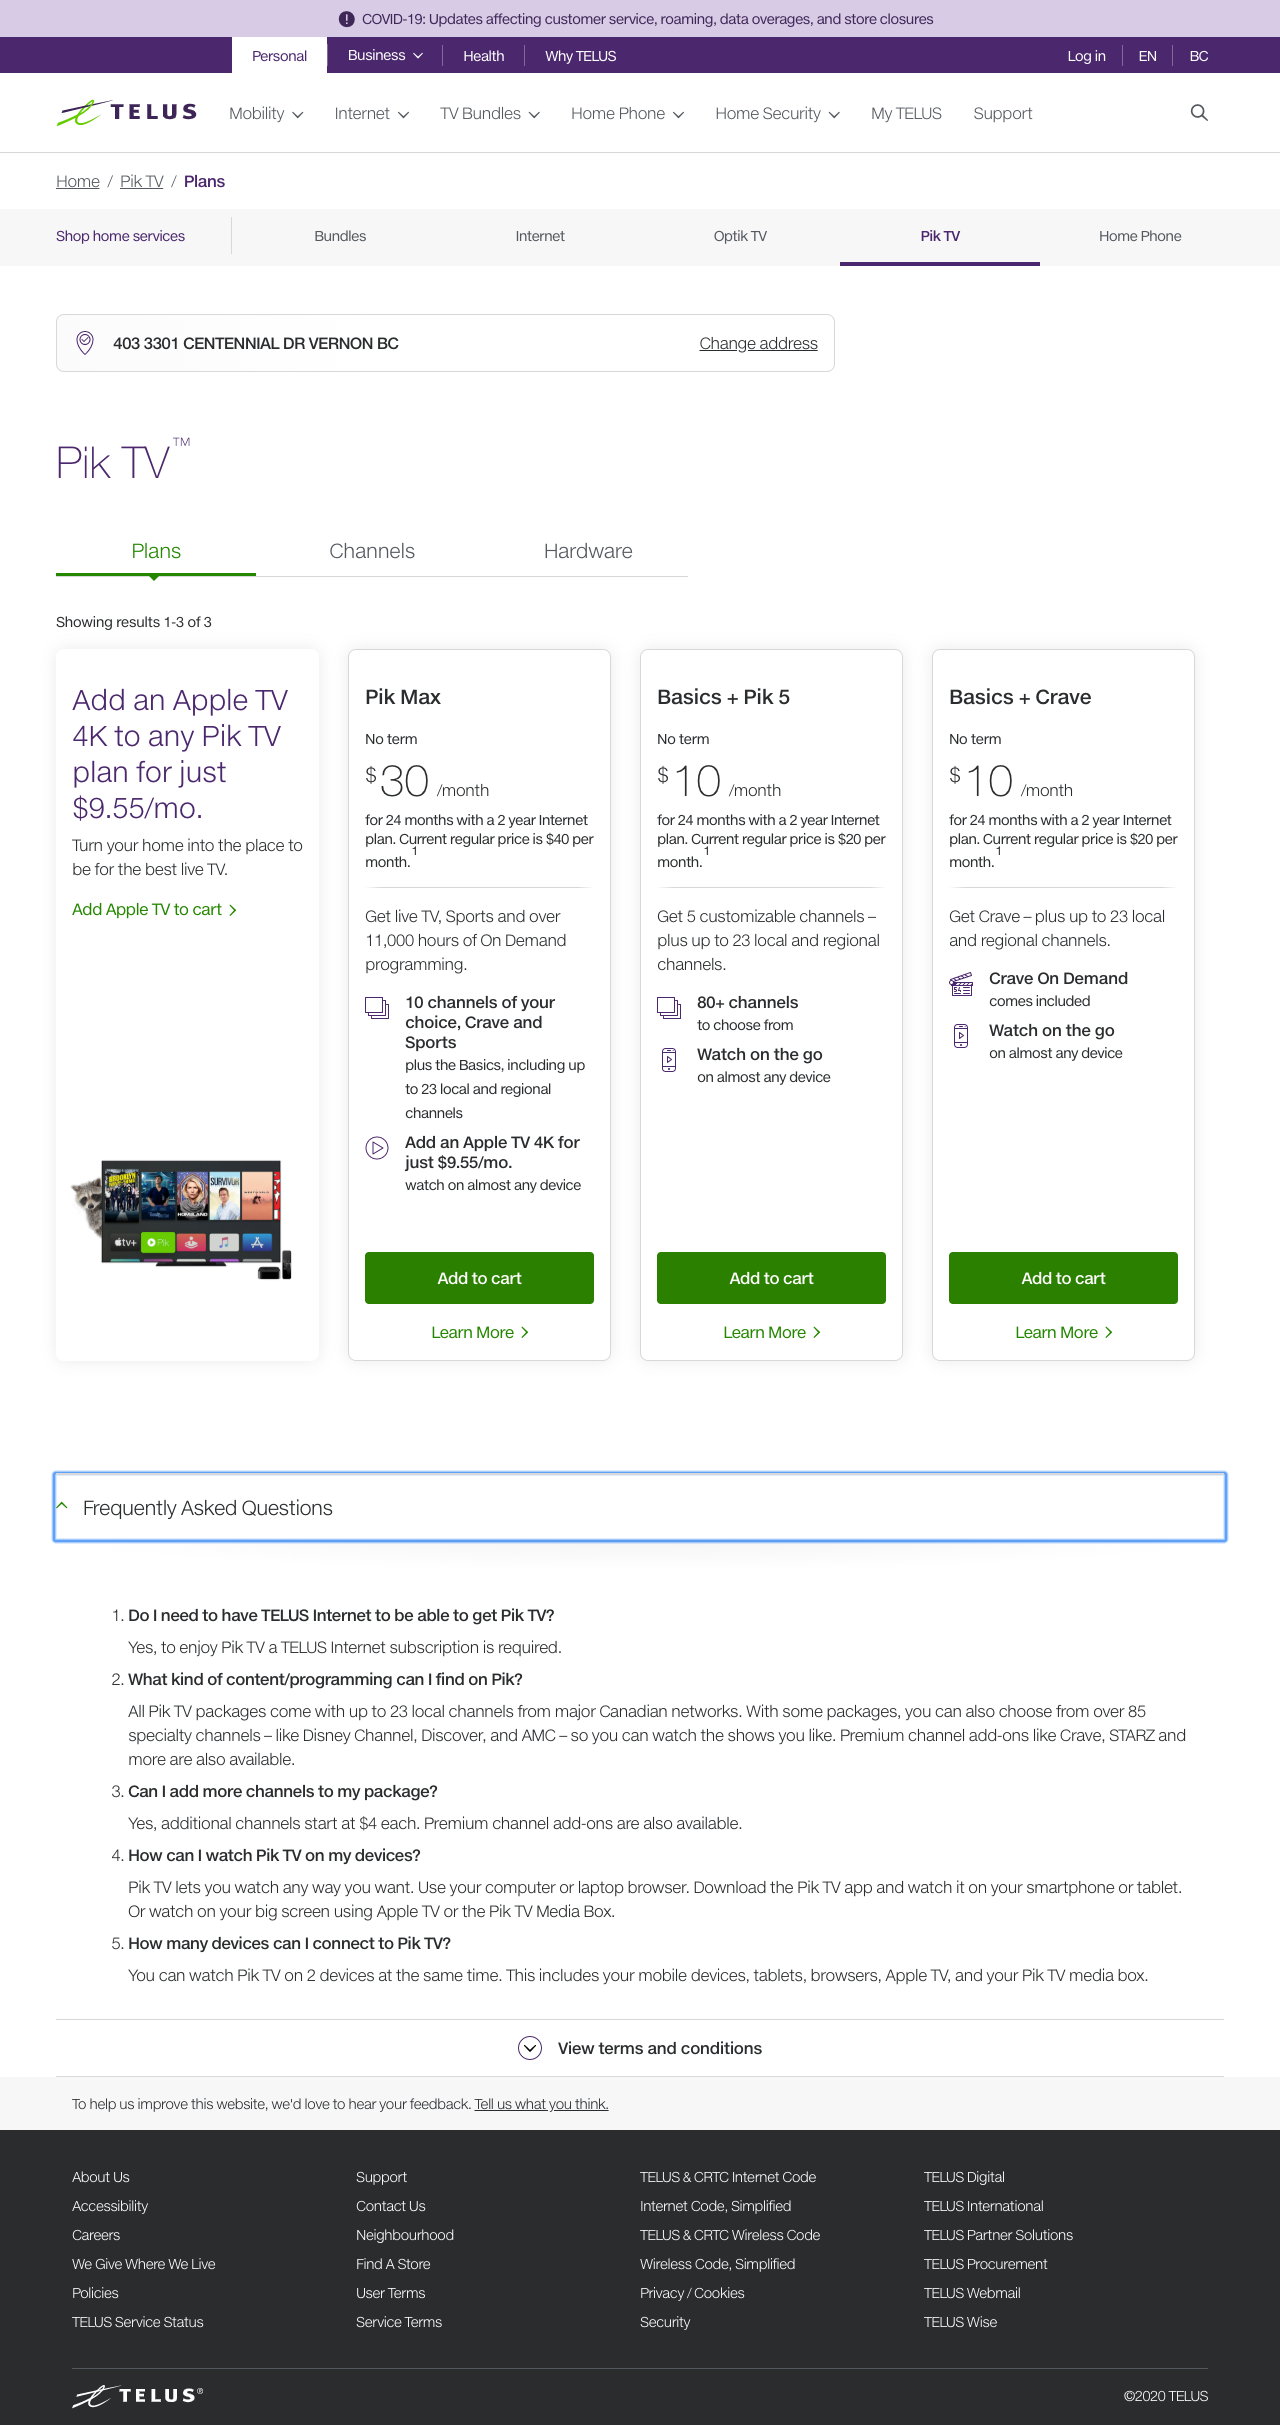 COVID-19: Updates affecting customer service, roaming, data overages, and store closures
Personal Business Health Why TELUS Log in EN BC
TELUS Mobility Internet TV Bundles Home Phone Home Security My TELUS Support
Home / Pik TV / Plans
Shop home services Bundles Internet Optik TV Pik TV Home Phone
403 3301 CENTENNIAL DR VERNON BC Change address
Pik TV™
Plans Channels Hardware
Showing results 1-3 of 3
Add an Apple TV
4K to any Pik TV
plan for just
$9.55/mo.
Turn your home into the place to
be for the best live TV.
Add Apple TV to cart
BROOKLYN
HOMELAND
SURVIVOR
tv+
Pik
Pik Max
No term
$30 /month
for 24 months with a 2 year Internet
plan. Current regular price is $40 per
month.1
Get live TV, Sports and over
11,000 hours of On Demand
programming.
10 channels of your
choice, Crave and
Sports
plus the Basics, including up
to 23 local and regional
channels
Add an Apple TV 4K for
just $9.55/mo.
watch on almost any device
Add to cart
Learn More
Basics + Pik 5
No term
$10 /month
for 24 months with a 2 year Internet
plan. Current regular price is $20 per
month.1
Get 5 customizable channels –
plus up to 23 local and regional
channels.
80+ channels
to choose from
Watch on the go
on almost any device
Add to cart
Learn More
Basics + Crave
No term
$10 /month
for 24 months with a 2 year Internet
plan. Current regular price is $20 per
month.1
Get Crave – plus up to 23 local
and regional channels.
Crave On Demand
comes included
Watch on the go
on almost any device
Add to cart
Learn More
Frequently Asked Questions
1. Do I need to have TELUS Internet to be able to get Pik TV?
Yes, to enjoy Pik TV a TELUS Internet subscription is required.
2. What kind of content/programming can I find on Pik?
All Pik TV packages come with up to 23 local channels from major Canadian networks. With some packages, you can also choose from over 85
specialty channels – like Disney Channel, Discover, and AMC – so you can watch the shows you like. Premium channel add-ons like Crave, STARZ and
more are also available.
3. Can I add more channels to my package?
Yes, additional channels start at $4 each. Premium channel add-ons are also available.
4. How can I watch Pik TV on my devices?
Pik TV lets you watch any way you want. Use your computer or laptop browser. Download the Pik TV app and watch it on your smartphone or tablet.
Or watch on your big screen using Apple TV or the Pik TV Media Box.
5. How many devices can I connect to Pik TV?
You can watch Pik TV on 2 devices at the same time. This includes your mobile devices, tablets, browsers, Apple TV, and your Pik TV media box.
View terms and conditions
To help us improve this website, we'd love to hear your feedback. Tell us what you think.
About Us Support TELUS & CRTC Internet Code TELUS Digital
Accessibility Contact Us Internet Code, Simplified TELUS International
Careers Neighbourhood TELUS & CRTC Wireless Code TELUS Partner Solutions
We Give Where We Live Find A Store Wireless Code, Simplified TELUS Procurement
Policies User Terms Privacy / Cookies TELUS Webmail
TELUS Service Status Service Terms Security TELUS Wise
TELUS® ©2020 TELUS